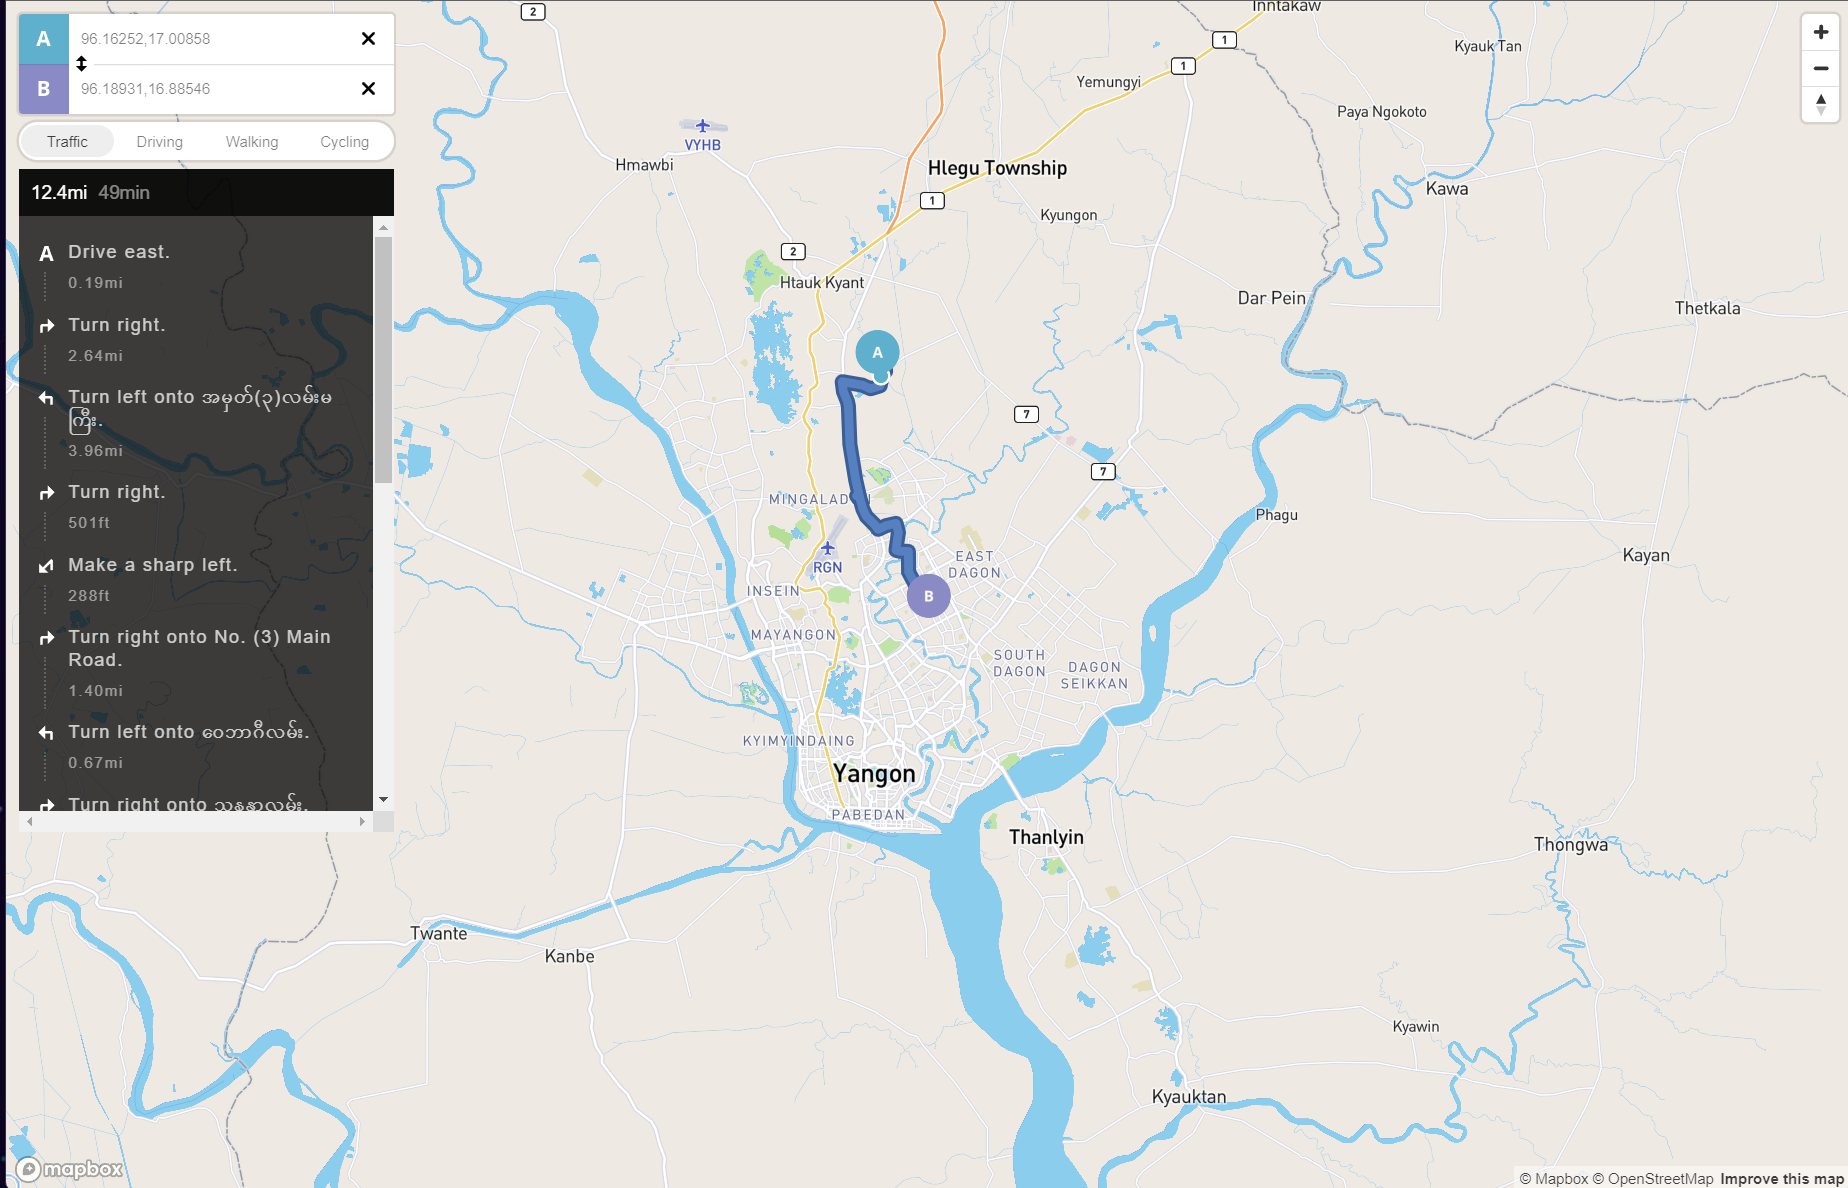 A
96.16252,17.00858
B
96.18931,16.88546
Traffic
Driving
Walking
Cycling
12.4mi 49min
A Drive east.
0.19mi
Turn right.
2.64mi
Turn left onto အမှတ်(၃)လမ်းမ
ကြီး.
3.96mi
Turn right.
501ft
Make a sharp left.
288ft
Turn right onto No. (3) Main
Road.
1.40mi
Turn left onto ဝေဘာဂီလမ်း.
0.67mi
Turn right onto သုနန္ဒာလမ်း.
2
Inntakaw
1
Kyauk Tan
1
Yemungyi
Paya Ngokoto
VYHB
Hmawbi
Hlegu Township
Kawa
1
Kyungon
2
Htauk Kyant
Dar Pein
Thetkala
A
7
7
MINGALADON
Phagu
RGN
EAST
DAGON
Kayan
INSEIN
B
MAYANGON
SOUTH
DAGON
DAGON
SEIKKAN
KYIMYINDAING
Yangon
PABEDAN
Thanlyin
Thongwa
Twante
Kanbe
Kyawin
Kyauktan
mapbox
© Mapbox © OpenStreetMap Improve this map